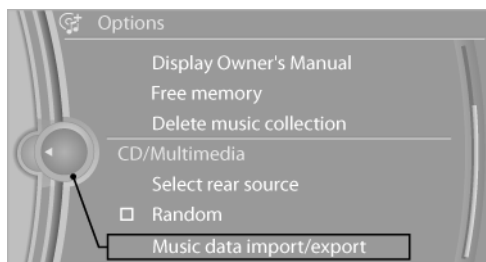 Options
Display Owner's Manual
Free memory
Delete music collection
CD/Multimedia
Select rear source
Random
Music data import/export